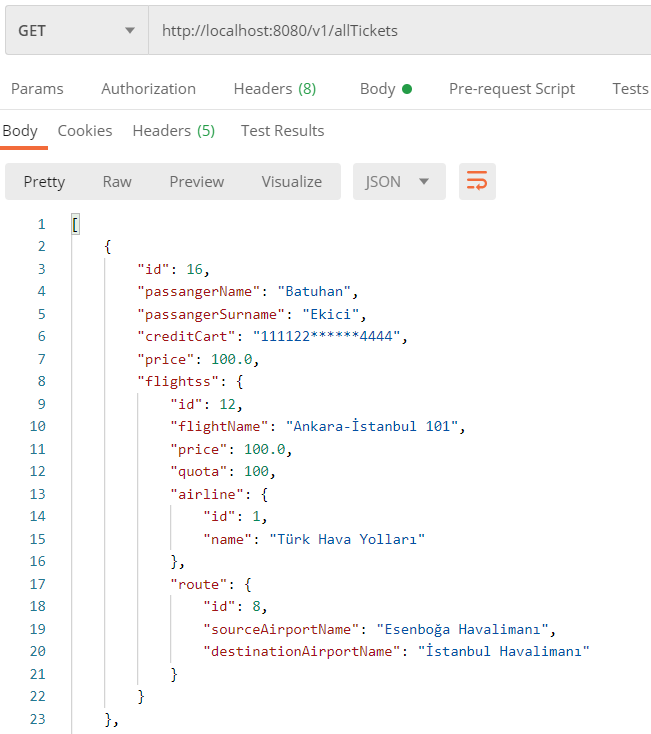 GET http://localhost:8080/v1/allTickets
Params Authorization Headers (8) Body Pre-request Script Tests
Body Cookies Headers (5) Test Results
Pretty Raw Preview Visualize JSON
1 [
2 {
3 "id": 16,
4 "passangerName": "Batuhan",
5 "passangerSurname": "Ekici",
6 "creditCart": "111122******4444",
7 "price": 100.0,
8 "flightss": {
9 "id": 12,
10 "flightName": "Ankara-İstanbul 101",
11 "price": 100.0,
12 "quota": 100,
13 "airline": {
14 "id": 1,
15 "name": "Türk Hava Yolları"
16 },
17 "route": {
18 "id": 8,
19 "sourceAirportName": "Esenboğa Havalimanı",
20 "destinationAirportName": "İstanbul Havalimanı"
21 }
22 }
23 },